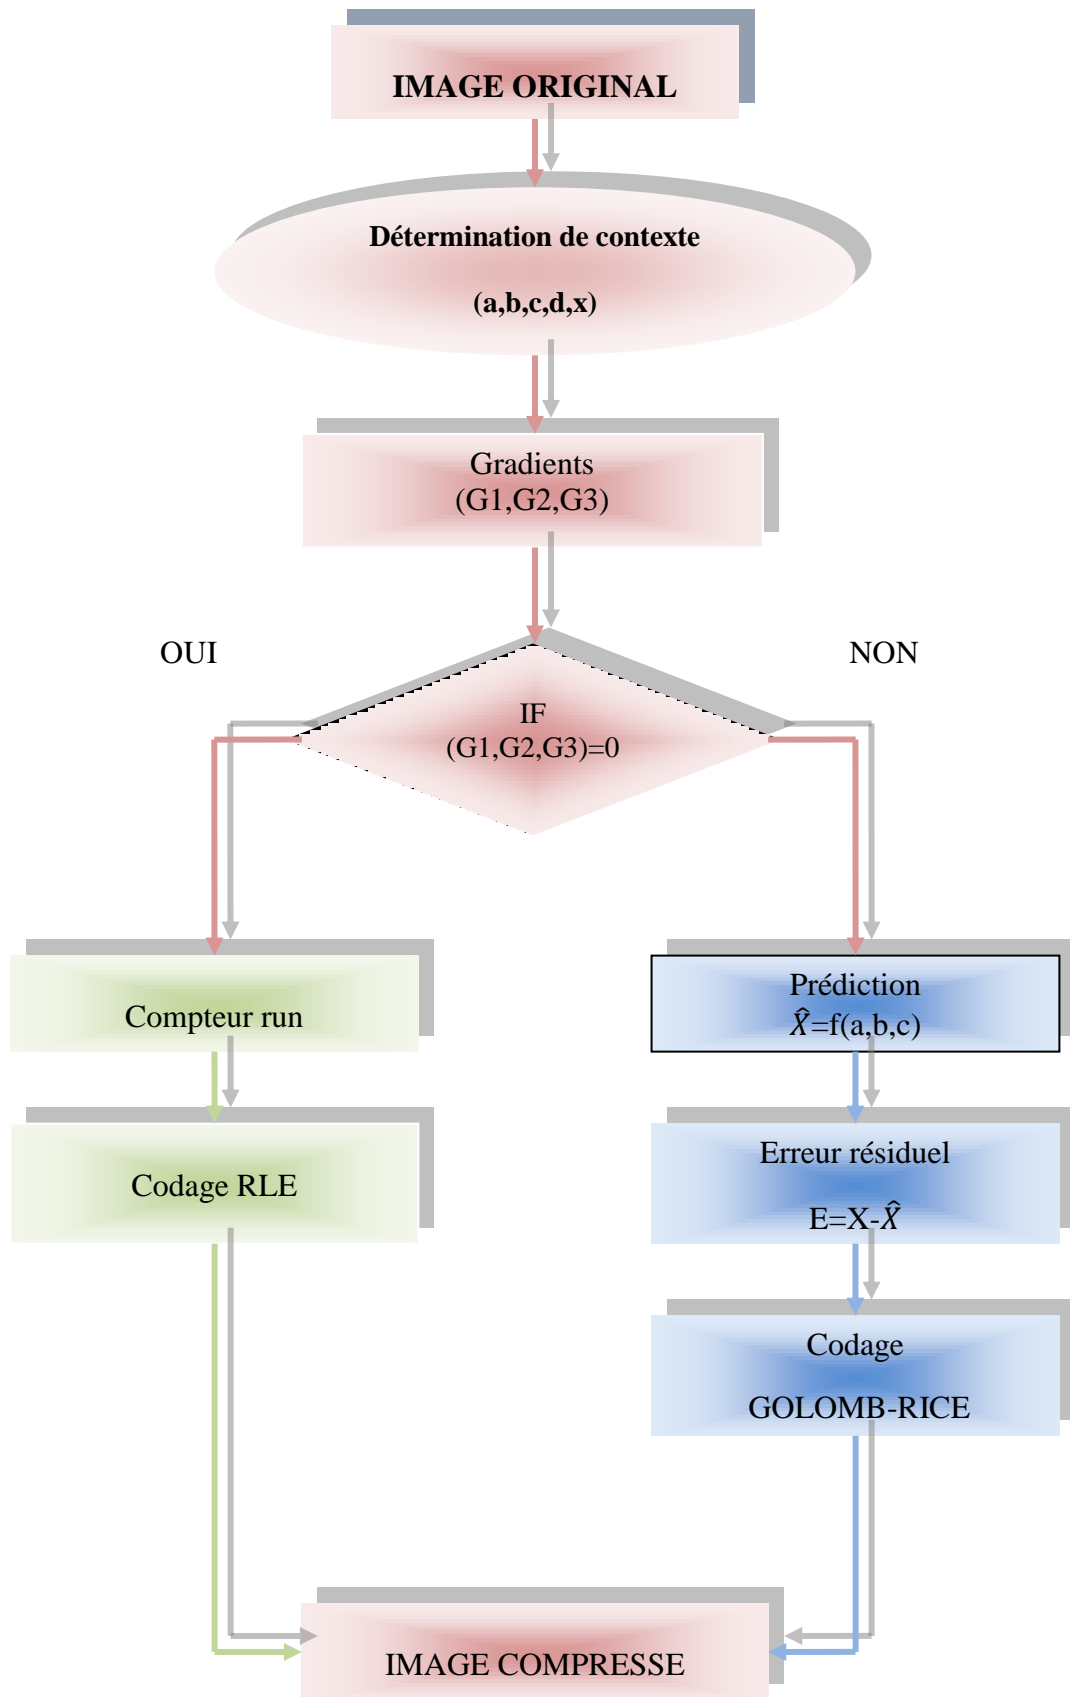 IMAGE ORIGINAL
Détermination de contexte
(a,b,c,d,x)
Gradients
(G1,G2,G3)
OUI
NON
IF
(G1,G2,G3)=0
Compteur run
Codage RLE
Prédiction
X̂=f(a,b,c)
Erreur résiduel
E=X-X̂
Codage
GOLOMB-RICE
IMAGE COMPRESSE